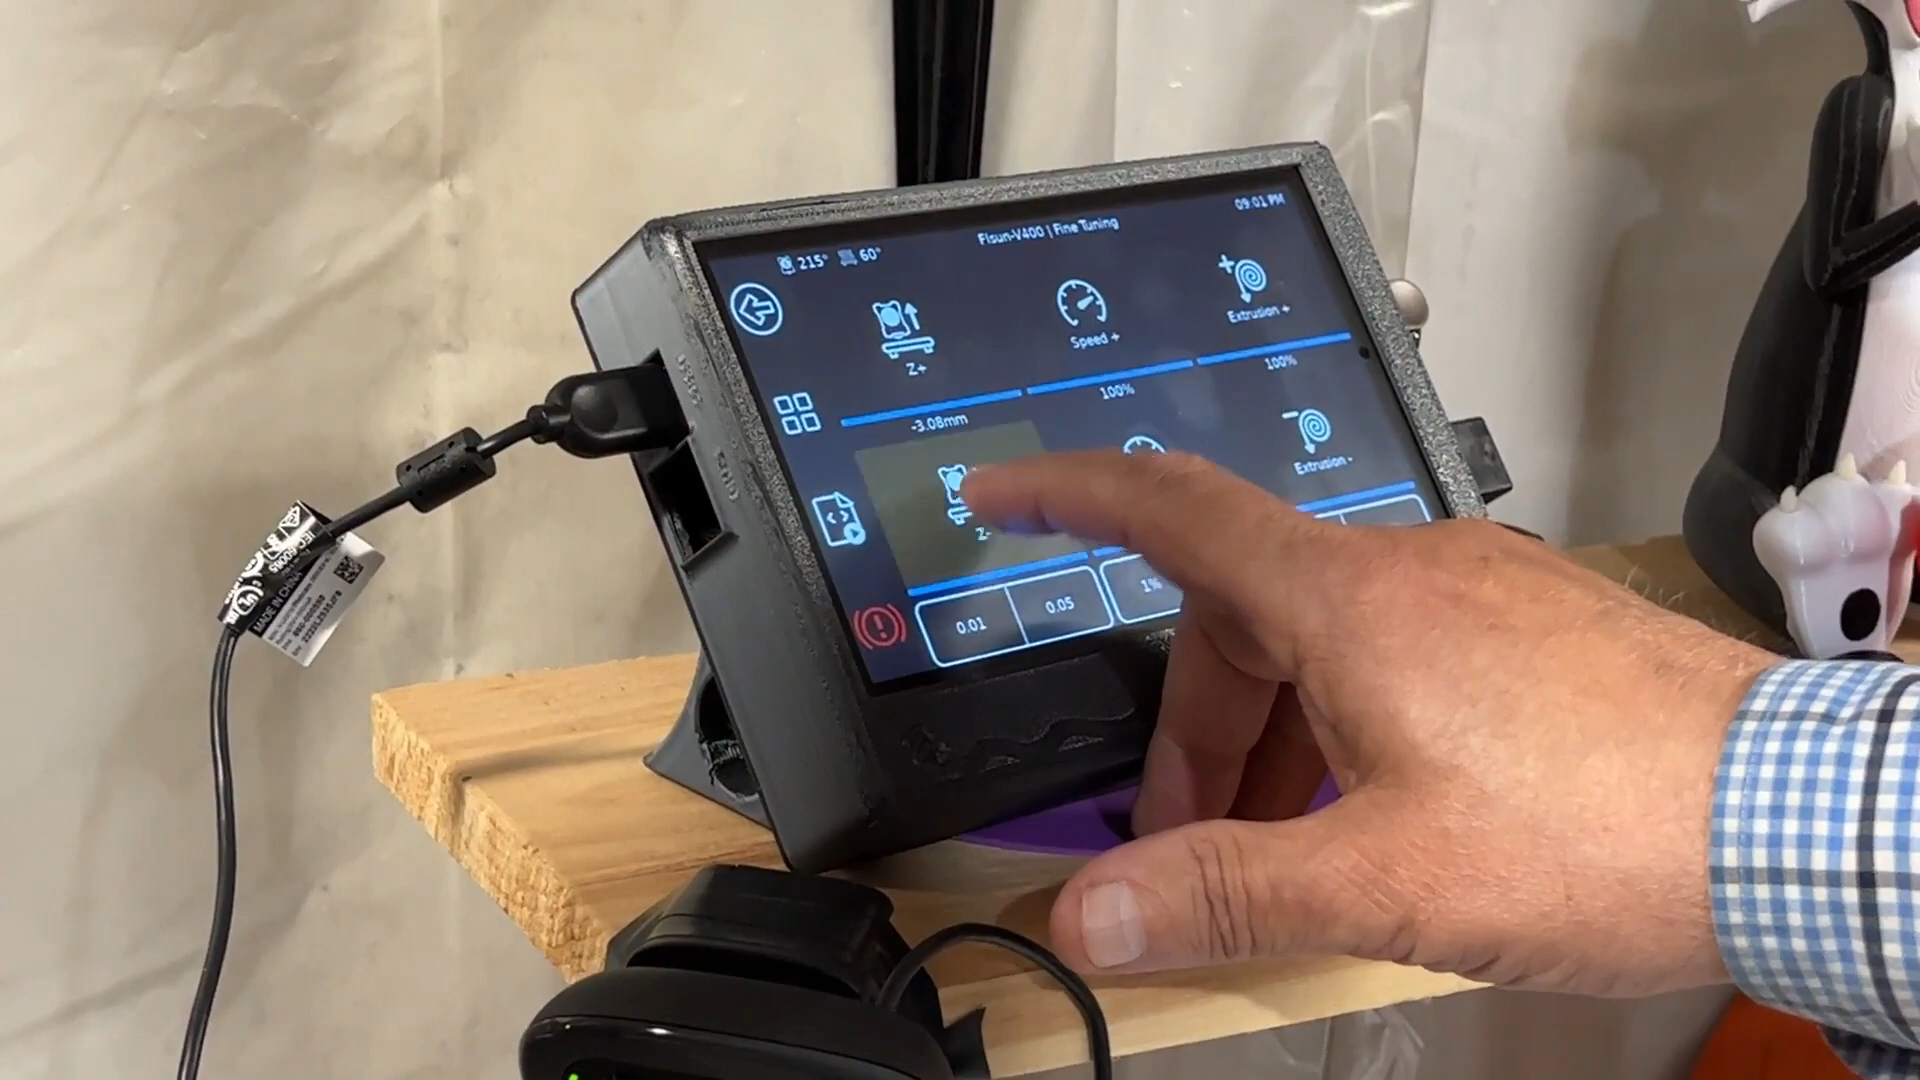 Flsun-V400 | Fine Tuning
09:01 PM
215° 60°
Z+
Speed +
Extrusion +
-3.08mm
100%
100%
Z-
Extrusion -
0.01
0.05
1%
MADE IN CHINA